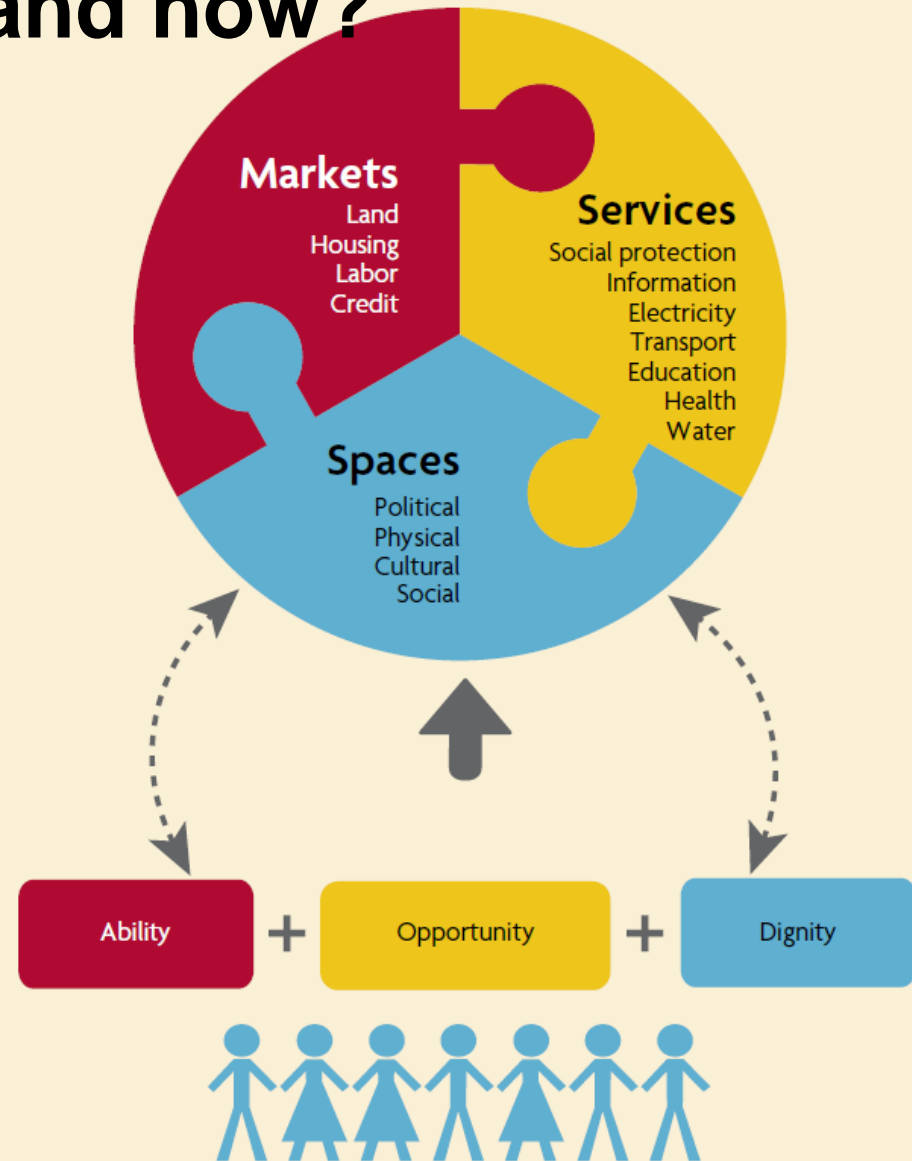 and how?
Markets
Land
Housing
Labor
Credit
Services
Social protection
Information
Electricity
Transport
Education
Health
Water
Spaces
Political
Physical
Cultural
Social
Ability + Opportunity + Dignity